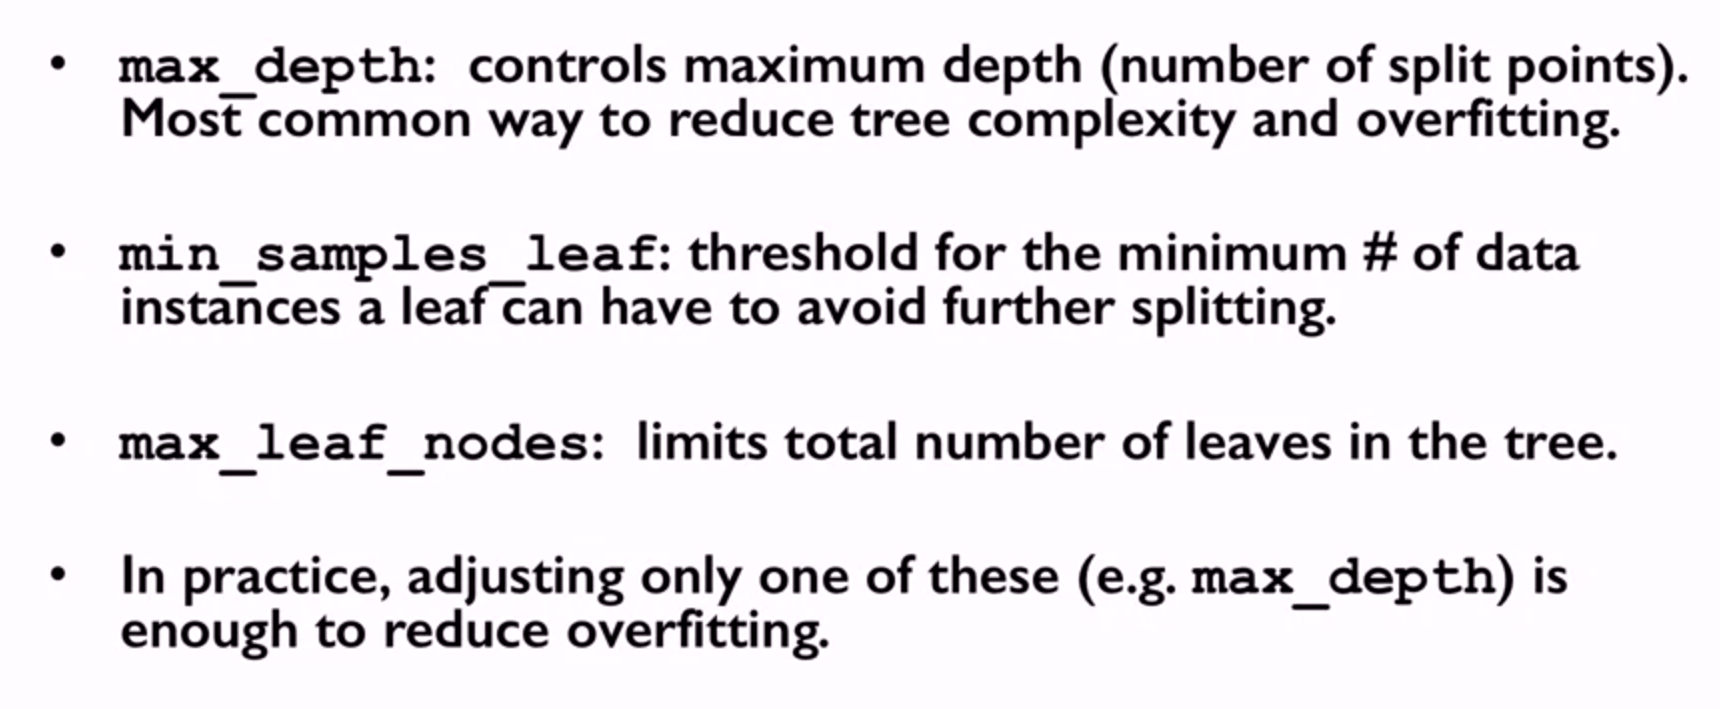 • max_depth: controls maximum depth (number of split points).
Most common way to reduce tree complexity and overfitting.
• min_samples_leaf: threshold for the minimum # of data
instances a leaf can have to avoid further splitting.
• max_leaf_nodes: limits total number of leaves in the tree.
• In practice, adjusting only one of these (e.g. max_depth) is
enough to reduce overfitting.